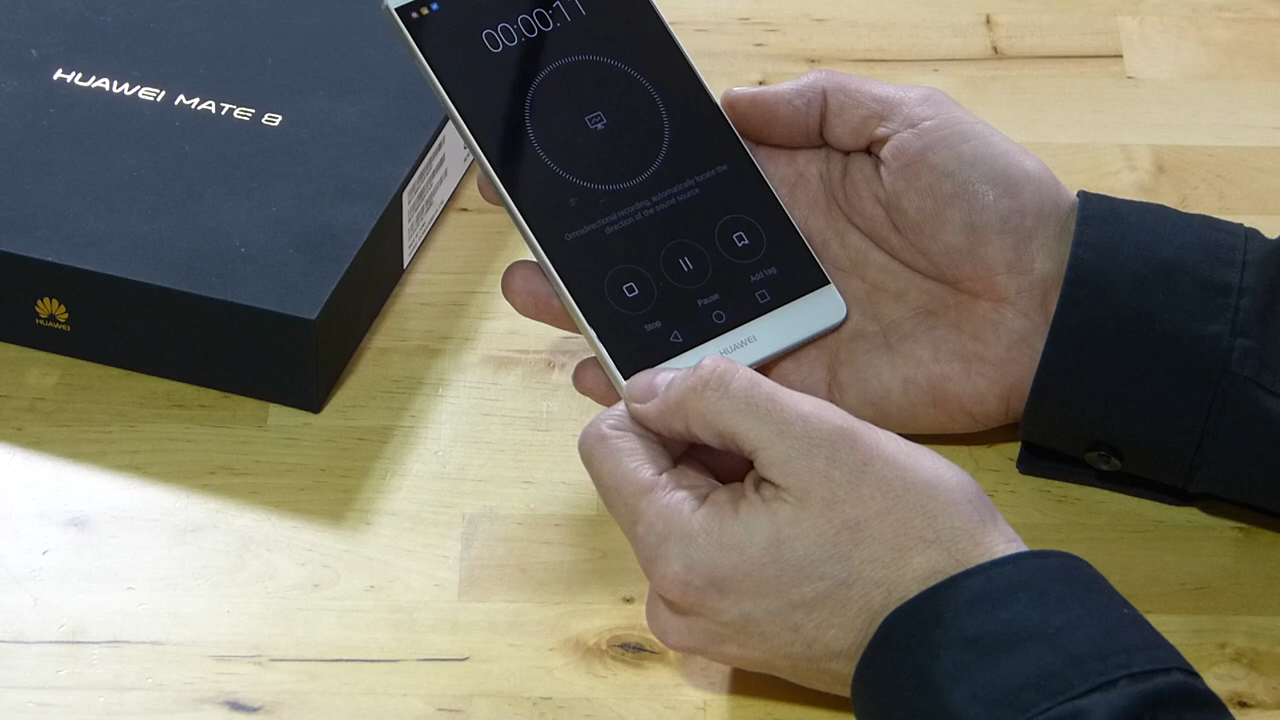 HUAWEI MATE 8
HUAWEI
00:00:11
Omnidirectional recording, automatically locate the
direction of the sound source
Stop
Pause
Add tag
HUAWEI